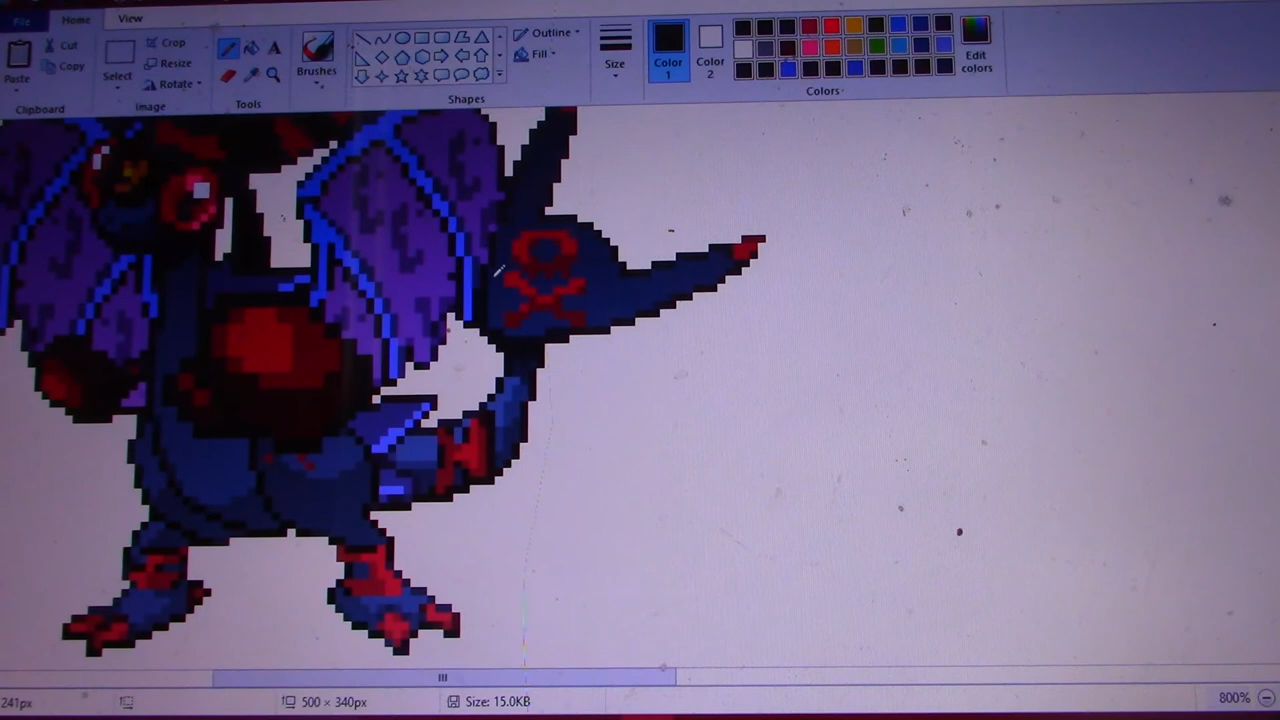 File Home View
Paste
Cut
Copy
Clipboard
Select
Crop
Resize
Rotate
Image
A
Tools
Brushes
Shapes
Outline
Fill
Size
Color 1
Color 2
Edit colors
Colors
241px
500 × 340px
Size: 15.0KB
800%